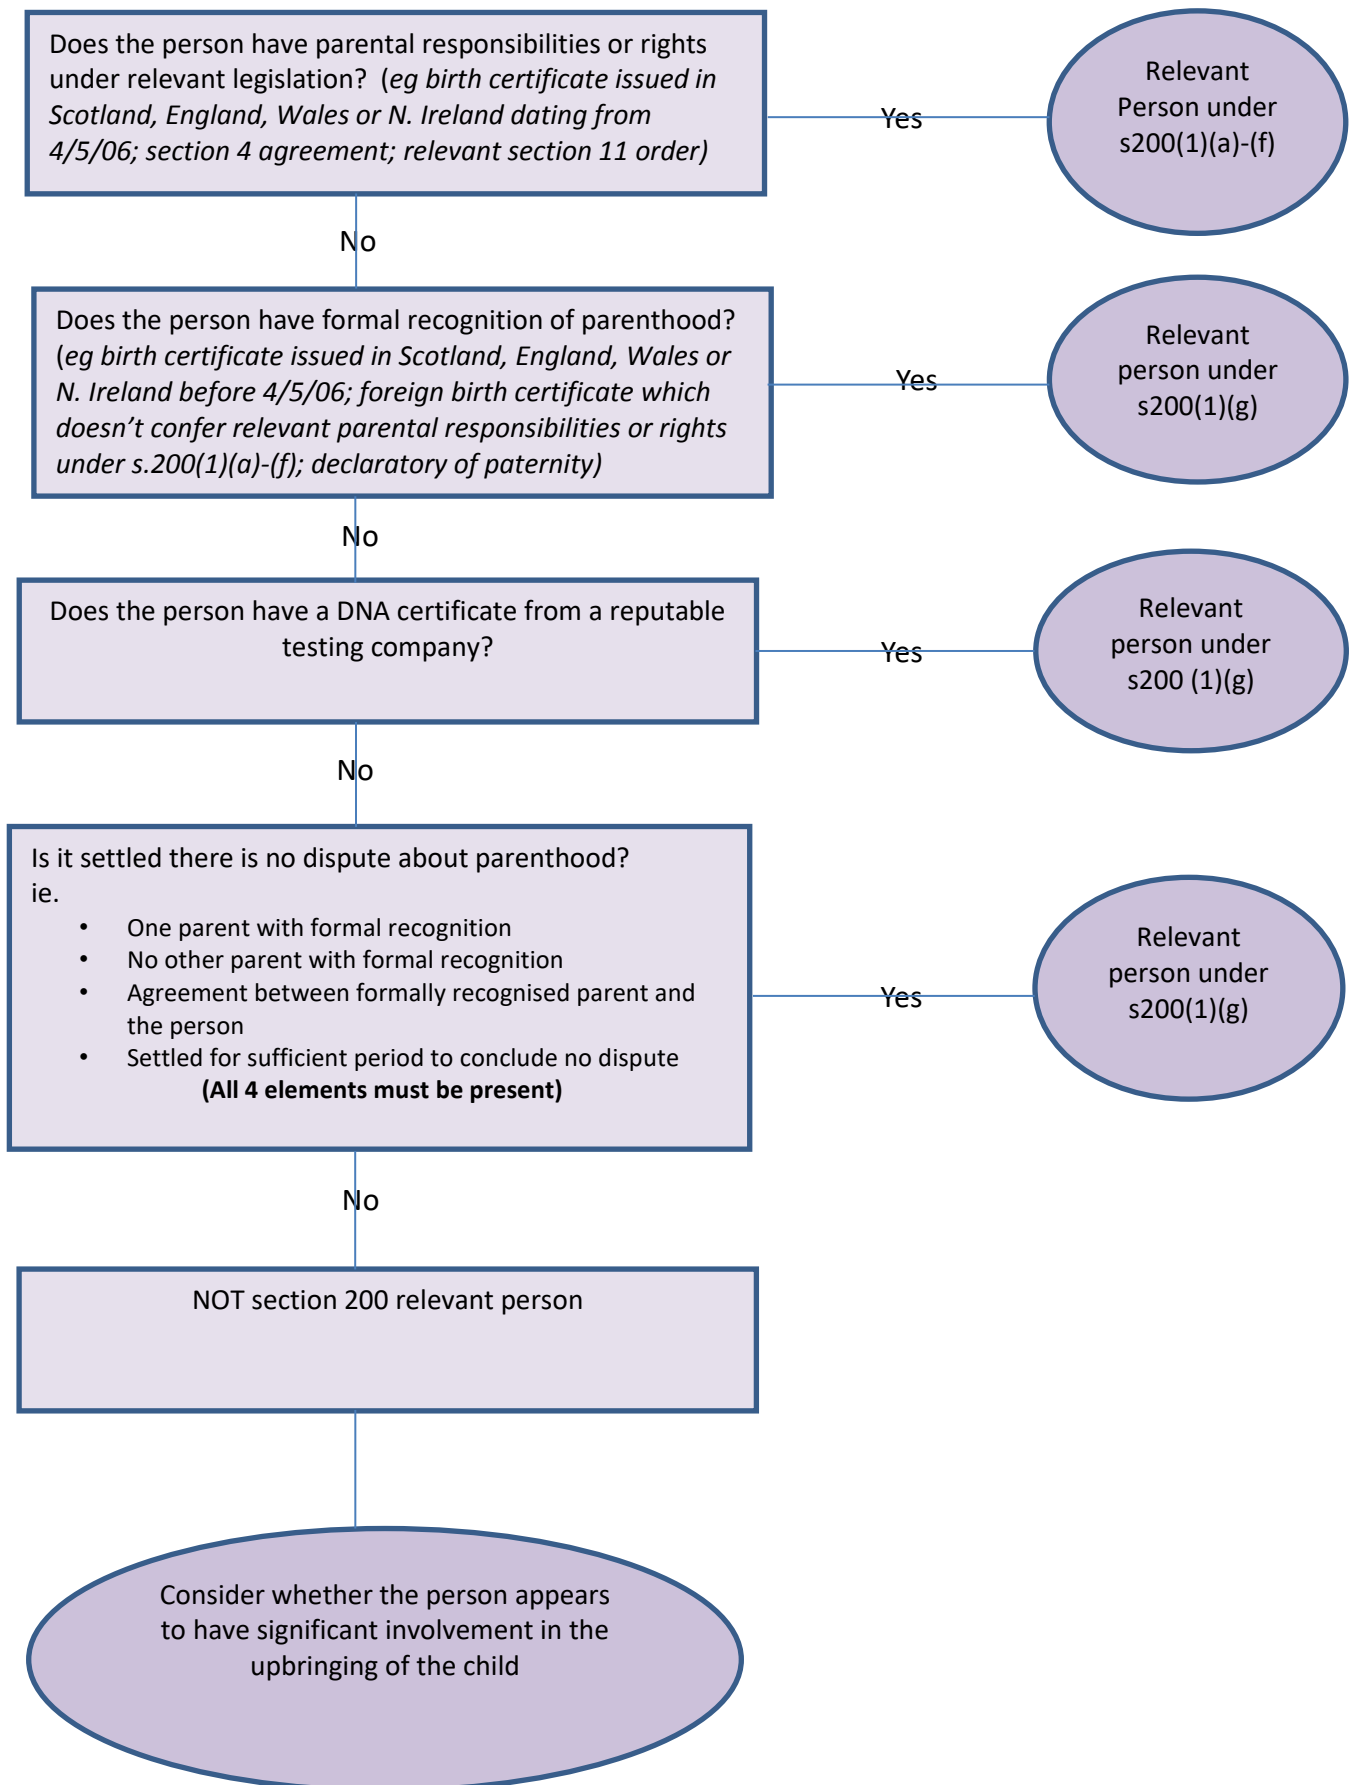 Does the person have parental responsibilities or rights
under relevant legislation?  (eg birth certificate issued in
Scotland, England, Wales or N. Ireland dating from
4/5/06; section 4 agreement; relevant section 11 order)
Yes
Relevant
Person under
s200(1)(a)-(f)
No
Does the person have formal recognition of parenthood?
(eg birth certificate issued in Scotland, England, Wales or
N. Ireland before 4/5/06; foreign birth certificate which
doesn’t confer relevant parental responsibilities or rights
under s.200(1)(a)-(f); declaratory of paternity)
Yes
Relevant
person under
s200(1)(g)
No
Does the person have a DNA certificate from a reputable
testing company?
Yes
Relevant
person under
s200 (1)(g)
No
Is it settled there is no dispute about parenthood?
ie.
• One parent with formal recognition
• No other parent with formal recognition
• Agreement between formally recognised parent and
the person
• Settled for sufficient period to conclude no dispute
(All 4 elements must be present)
Yes
Relevant
person under
s200(1)(g)
No
NOT section 200 relevant person
Consider whether the person appears
to have significant involvement in the
upbringing of the child